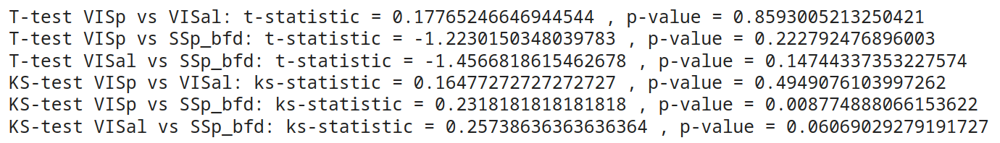 T-test VISp vs VISal: t-statistic = 0.17765246646944544 , p-value = 0.8593005213250421
T-test VISp vs SSp_bfd: t-statistic = -1.2230150348039783 , p-value = 0.222792476896003
T-test VISal vs SSp_bfd: t-statistic = -1.4566818615462678 , p-value = 0.14744337353227574
KS-test VISp vs VISal: ks-statistic = 0.16477272727272727 , p-value = 0.4949076103997262
KS-test VISp vs SSp_bfd: ks-statistic = 0.2318181818181818 , p-value = 0.008774888066153622
KS-test VISal vs SSp_bfd: ks-statistic = 0.25738636363636364 , p-value = 0.06069029279191727